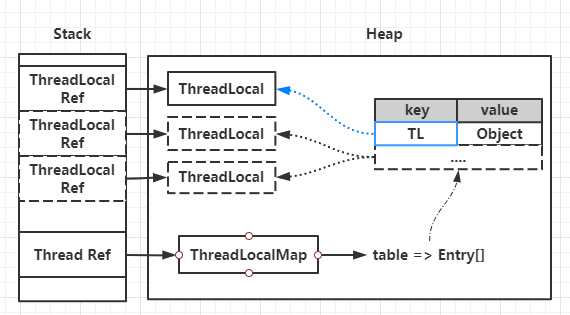 Stack
Heap
ThreadLocal
Ref
ThreadLocal
Ref
ThreadLocal
Ref
Thread Ref
ThreadLocal
ThreadLocal
ThreadLocal
ThreadLocalMap
key value
TL Object
....
table => Entry[]